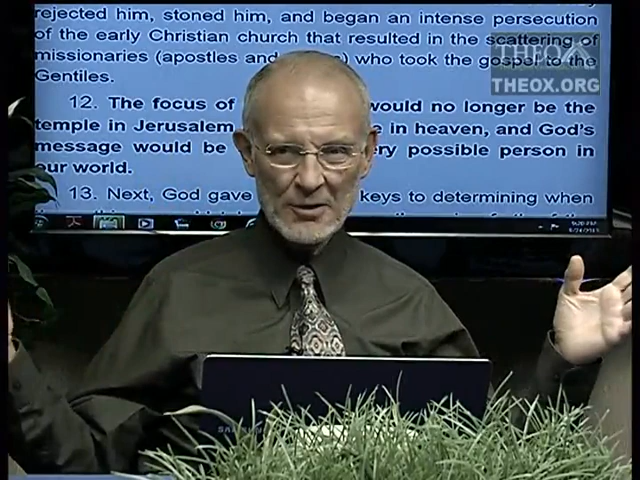 rejected him, stoned him, and began an intense persecution
of the early Christian church that resulted in the scattering of
missionaries (apostles and who took the gospel to the
Gentiles.
12. The focus of would no longer be the
temple in Jerusalem in heaven, and God's
message would be possible person in
our world.
13. Next, God gave keys to determining when
THEOX
THEOX.ORG
SAMSUNG